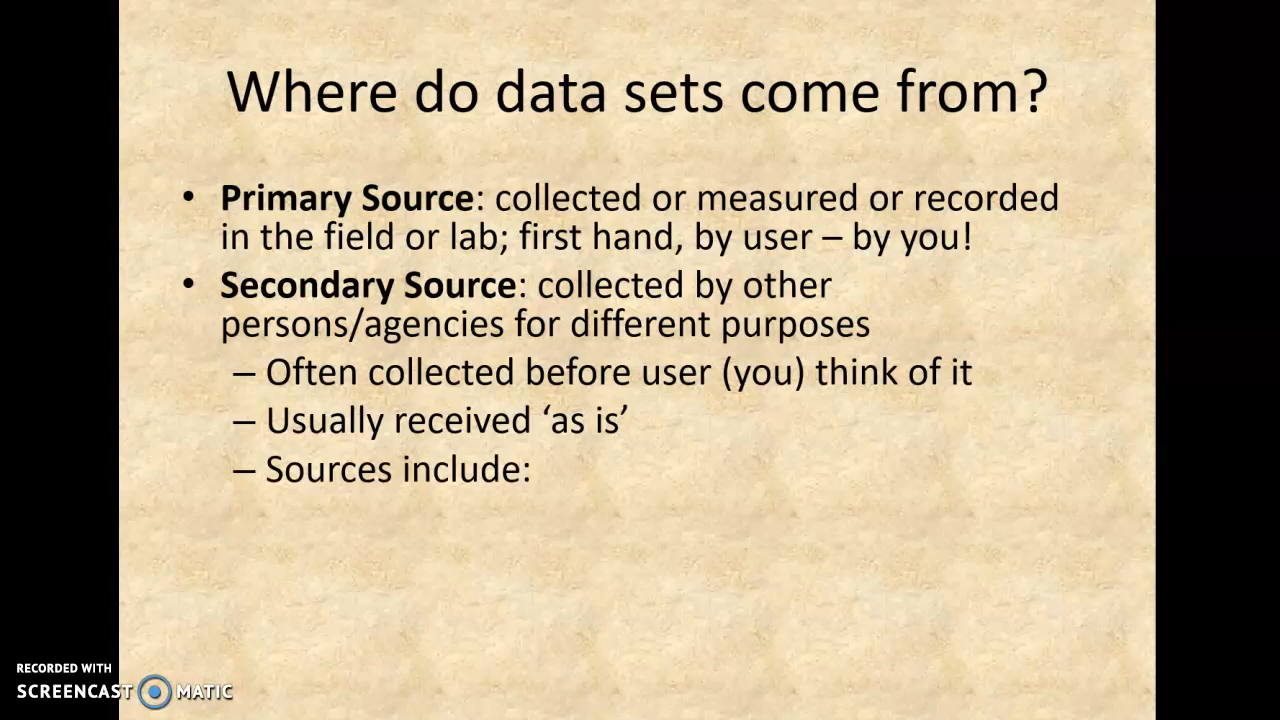 Where do data sets come from?
• Primary Source: collected or measured or recorded
in the field or lab; first hand, by user – by you!
• Secondary Source: collected by other
persons/agencies for different purposes
– Often collected before user (you) think of it
– Usually received ‘as is’
– Sources include:
RECORDED WITH
SCREENCAST MATIC